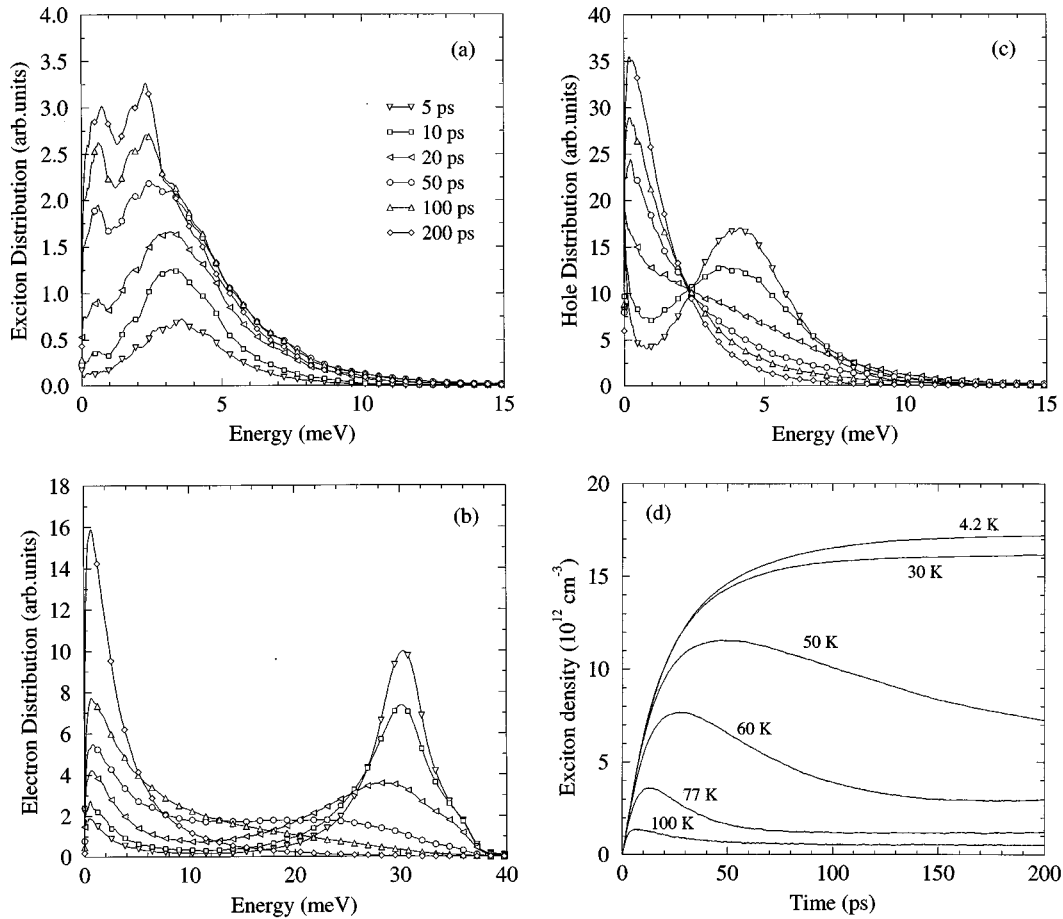 (a)
Exciton Distribution (arb.units)
4.0
3.5
3.0
2.5
2.0
1.5
1.0
0.5
0.0
5 ps
10 ps
20 ps
50 ps
100 ps
200 ps
0 5 10 15
Energy (meV)
(c)
Hole Distribution (arb.units)
40
35
30
25
20
15
10
5
0
0 5 10 15
Energy (meV)
(b)
Electron Distribution (arb.units)
18
16
14
12
10
8
6
4
2
0
0 10 20 30 40
Energy (meV)
(d)
Exciton density (10¹² cm⁻³)
20
15
10
5
0
4.2 K
30 K
50 K
60 K
77 K
100 K
0 50 100 150 200
Time (ps)